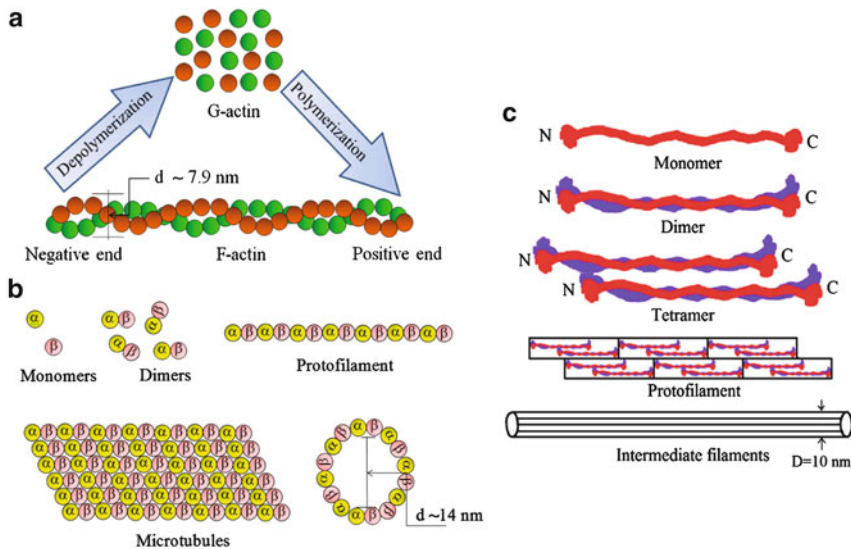 a
G-actin
Depolymerization
Polymerization
d ~ 7.9 nm
Negative end
F-actin
Positive end
b
α
β
Monomers
α β
α β
α β
α β
Dimers
α β α β α β α β α β α β
Protofilament
α β α β α β α β α β α β α β α β
α β α β α β α β α β α β α β α β
α β α β α β α β α β α β α β α β
α β α β α β α β α β α β α β α β
α β α β α β α β α β α β α β α β
α β α β α β α β α β α β α β α β
Microtubules
d ~14 nm
c
N C
Monomer
Dimer
N C
N C
Tetramer
Protofilament
Intermediate filaments
D=10 nm